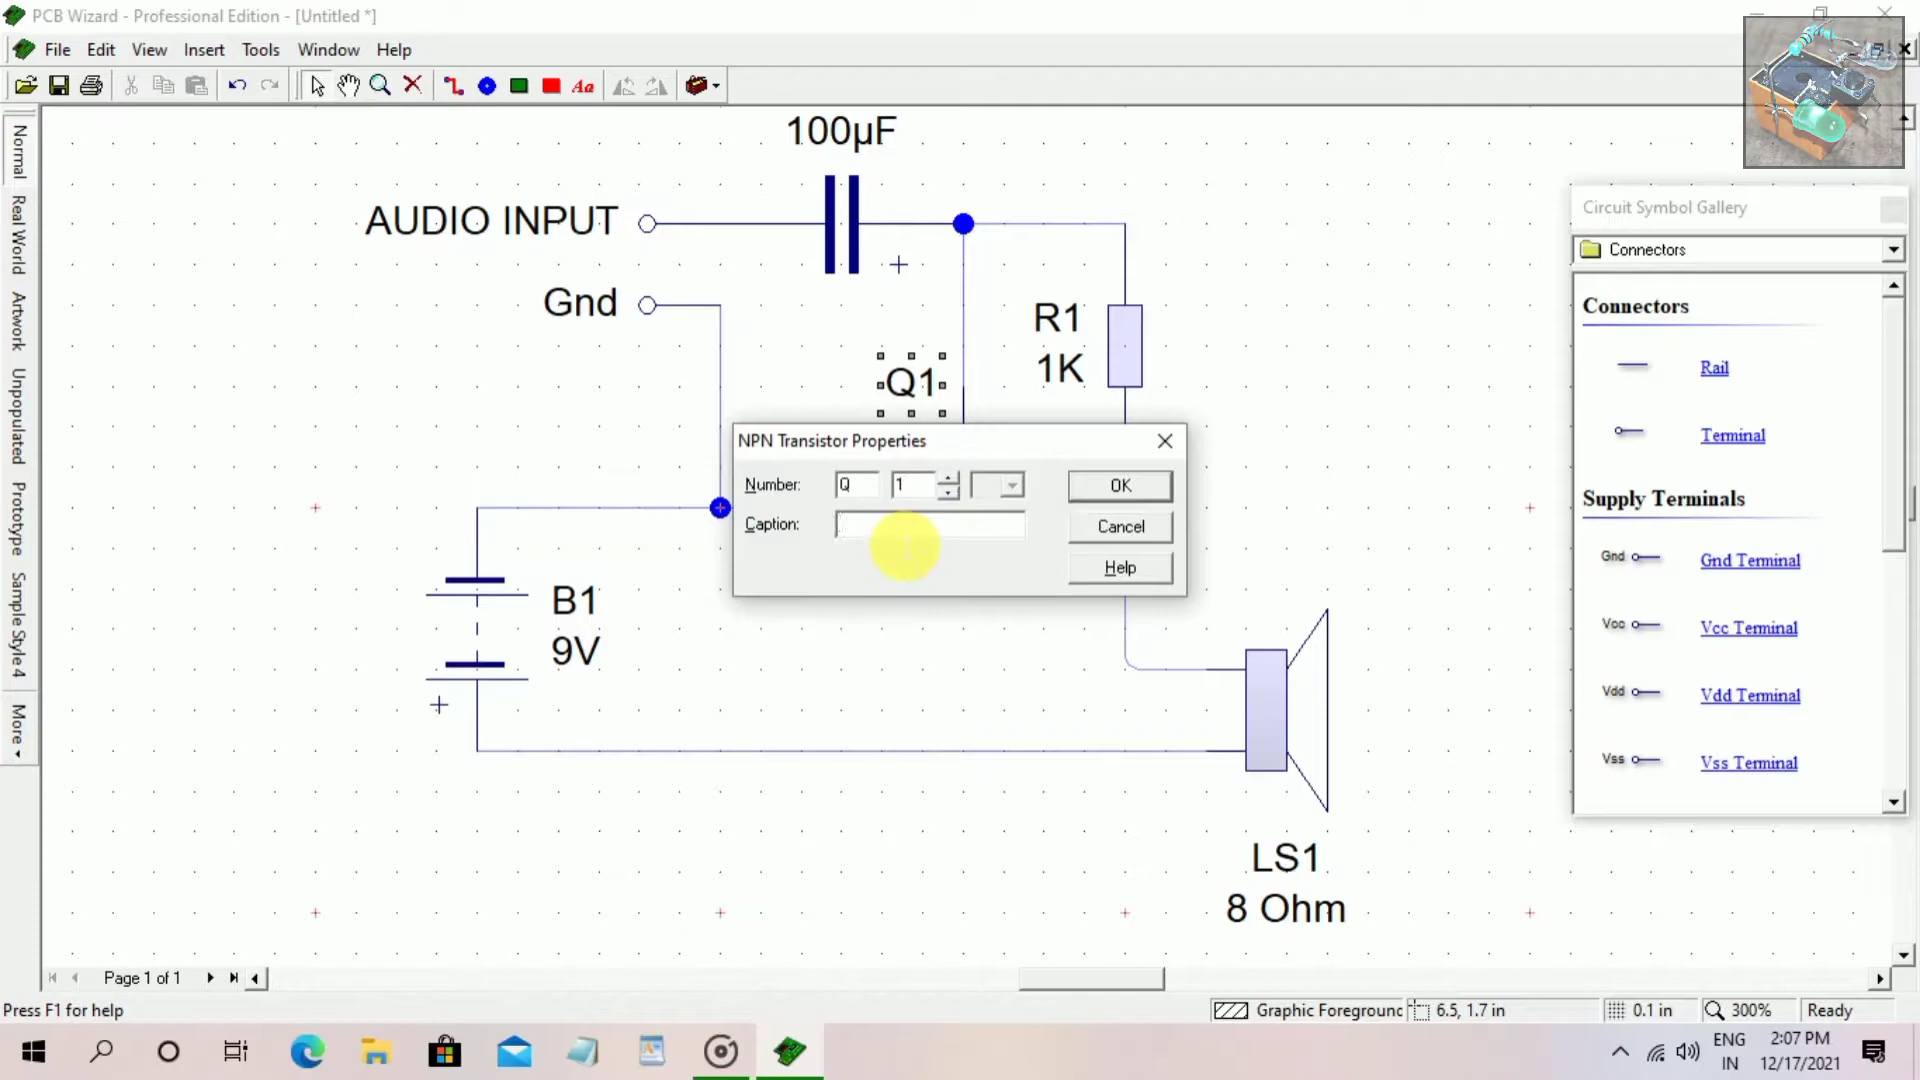 PCB Wizard - Professional Edition - [Untitled *]
File Edit View Insert Tools Window Help
Aa
100µF
AUDIO INPUT
+
Gnd
R1
1K
Q1
NPN Transistor Properties
Number: Q 1
Caption:
OK
Cancel
Help
B1
9V
+
LS1
8 Ohm
Normal
Real World
Artwork
Unpopulated
Prototype
Sample Style 4
More
Circuit Symbol Gallery
Connectors
Connectors
Rail
Terminal
Supply Terminals
Gnd Gnd Terminal
Vcc Vcc Terminal
Vdd Vdd Terminal
Vss Vss Terminal
Page 1 of 1
Press F1 for help
Graphic Foregrounc 6.5, 1.7 in 0.1 in 300% Ready
ENG 2:07 PM
IN 12/17/2021